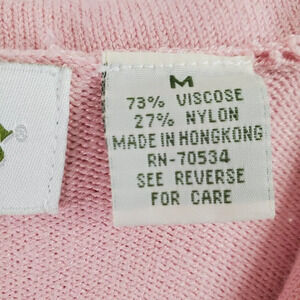 M
73% VISCOSE
27% NYLON
MADE IN HONGKONG
RN-70534
SEE REVERSE
FOR CARE
®